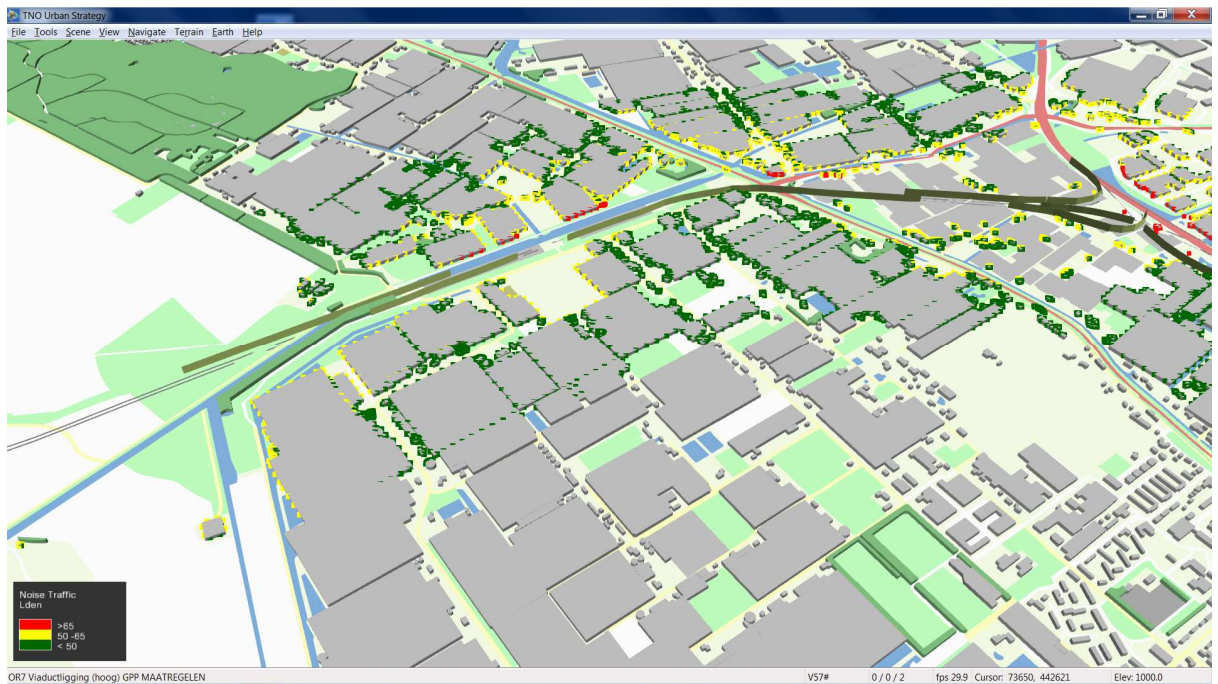 TNO Urban Strategy
File Tools Scene View Navigate Terrain Earth Help
Noise Traffic
Lden
>65
50 -65
< 50
OR7 Viaductligging (hoog) GPP MAATREGELEN V57# 0 / 0 / 2 fps 29.9 Cursor: 73650, 442621 Elev: 1000.0